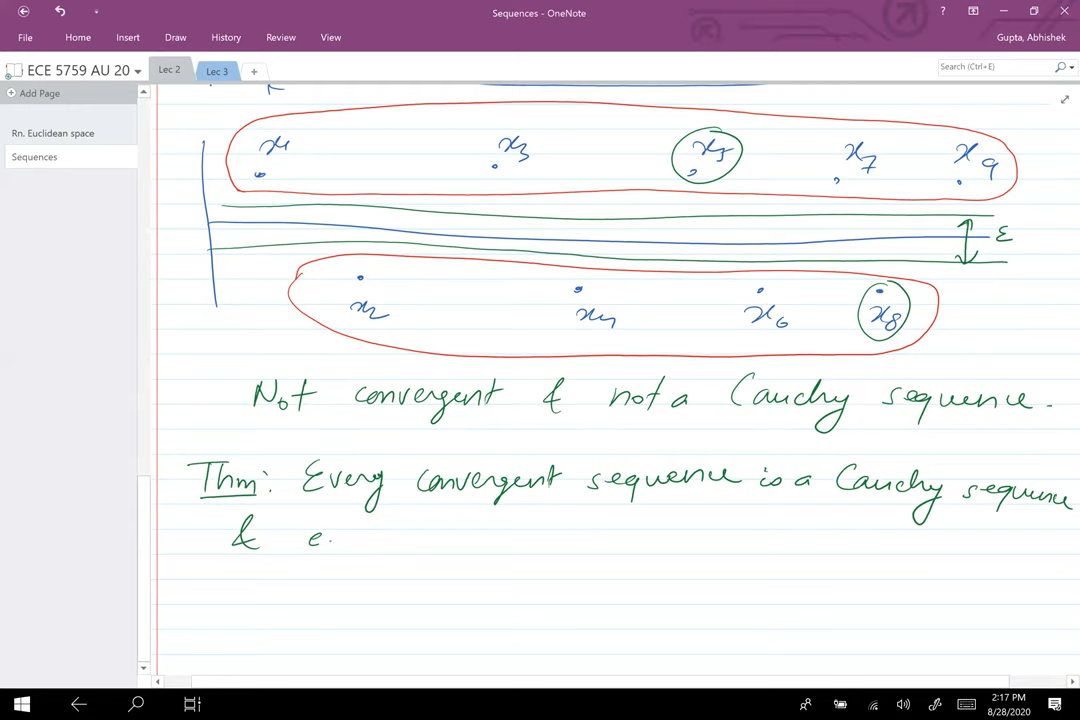 Sequences - OneNote
Gupta, Abhishek
File Home Insert Draw History Review View
ECE 5759 AU 20
Lec 2
Lec 3
Search (Ctrl+E)
Add Page
Rn. Euclidean space
Sequences
x1 x3 x5 x7 x9
ε
x2 x4 x6 x8
Not convergent & not a Cauchy sequence.
Thm: Every convergent sequence is a Cauchy sequence
& e
2:17 PM
8/28/2020